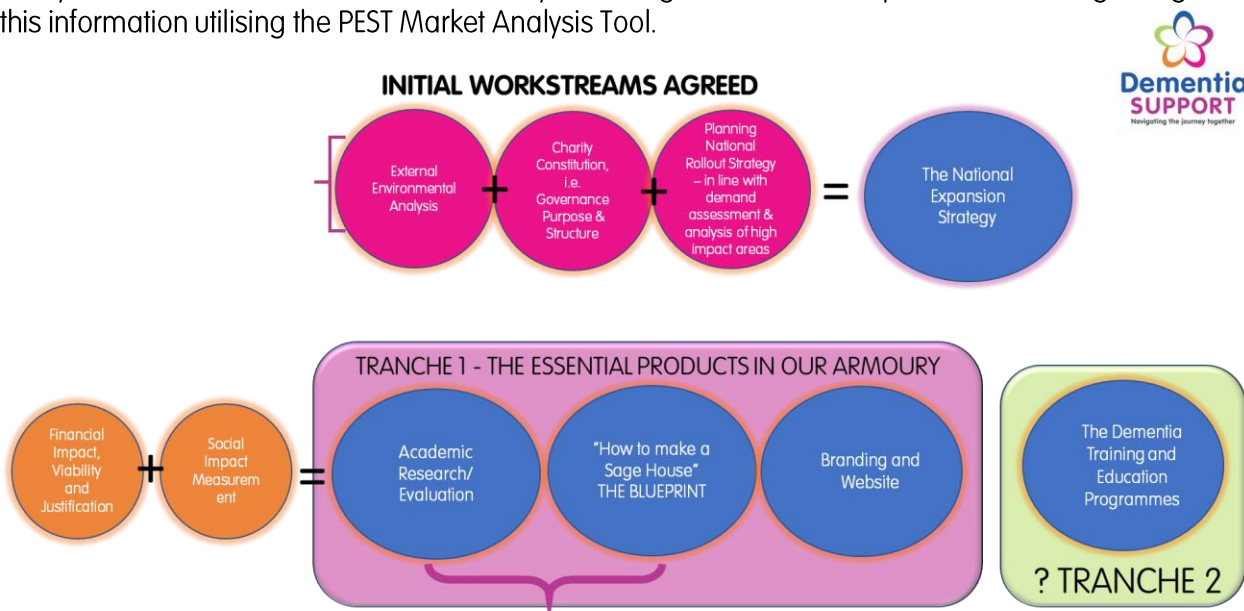 this information utilising the PEST Market Analysis Tool.
Dementia
SUPPORT
Navigating the journey together
INITIAL WORKSTREAMS AGREED
External
Environmental
Analysis
+
Charity
Constitution,
i.e.
Governance
Purpose &
Structure
+
Planning
National
Rollout Strategy
– in line with
demand
assessment &
analysis of high
impact areas
=
The National
Expansion
Strategy
TRANCHE 1 - THE ESSENTIAL PRODUCTS IN OUR ARMOURY
Financial
Impact,
Viability
and
Justification
+
Social
Impact
Measurem
ent
=
Academic
Research/
Evaluation
"How to make a
Sage House"
THE BLUEPRINT
Branding and
Website
The Dementia
Training and
Education
Programmes
? TRANCHE 2